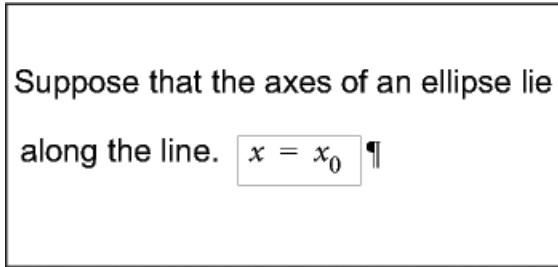 Suppose that the axes of an ellipse lie
along the line. x = x₀ ¶